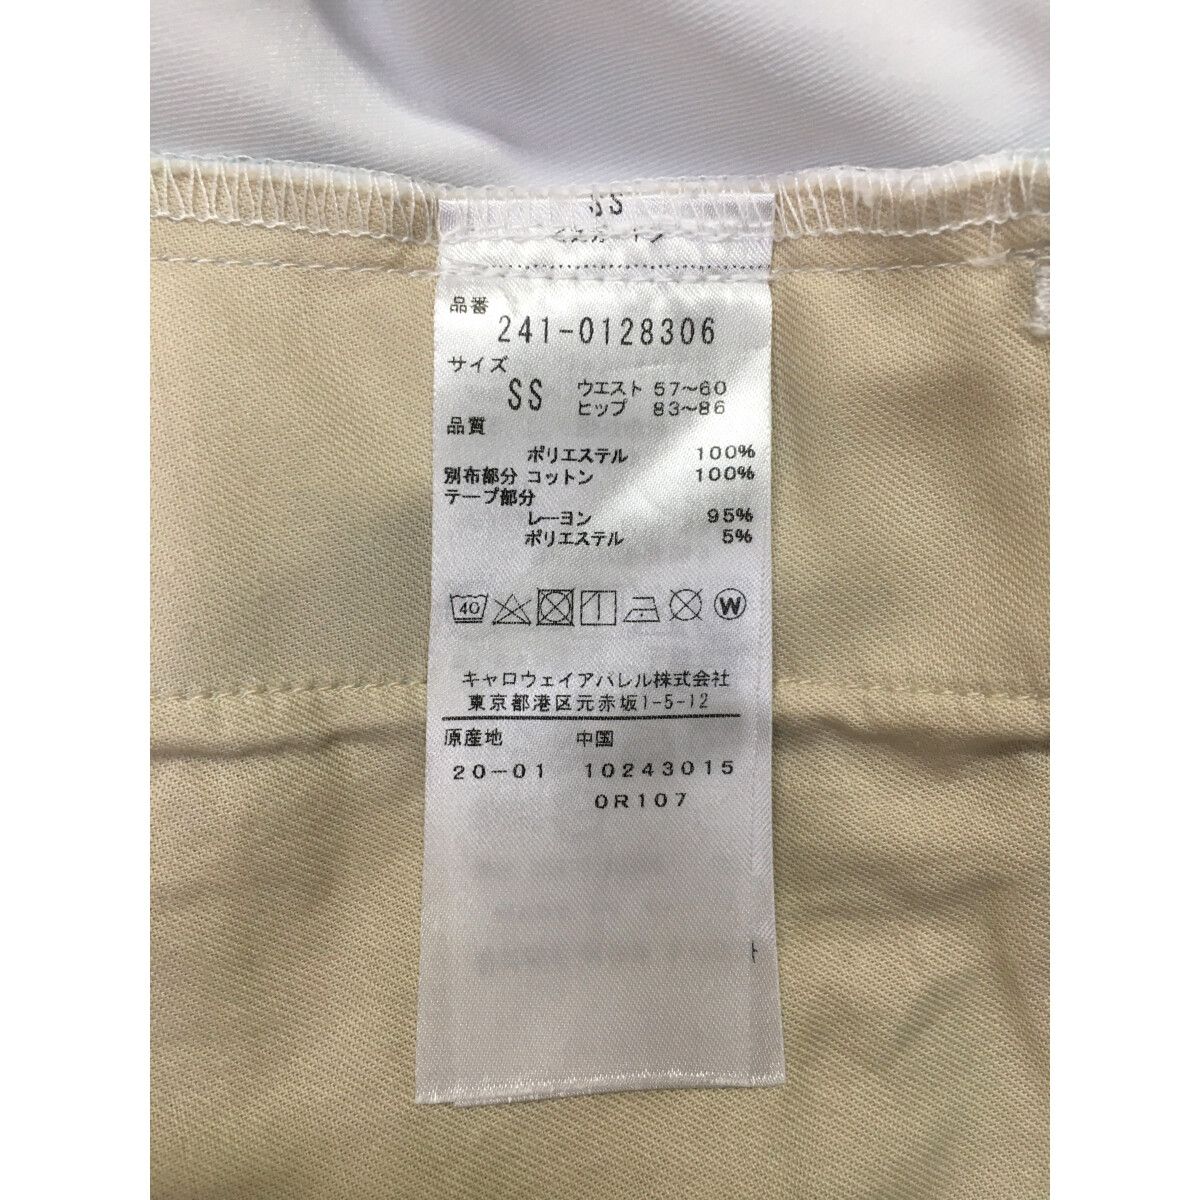 SS
品番
241-0128306
サイズ
SS ウエスト 57~60
ヒップ 83~86
品質
ポリエステル 100%
別布部分 コットン 100%
テープ部分
レーヨン 95%
ポリエステル 5%
40 W
キャロウェイアパレル株式会社
東京都港区元赤坂1-5-12
原産地 中国
20-01 10243015
0R107